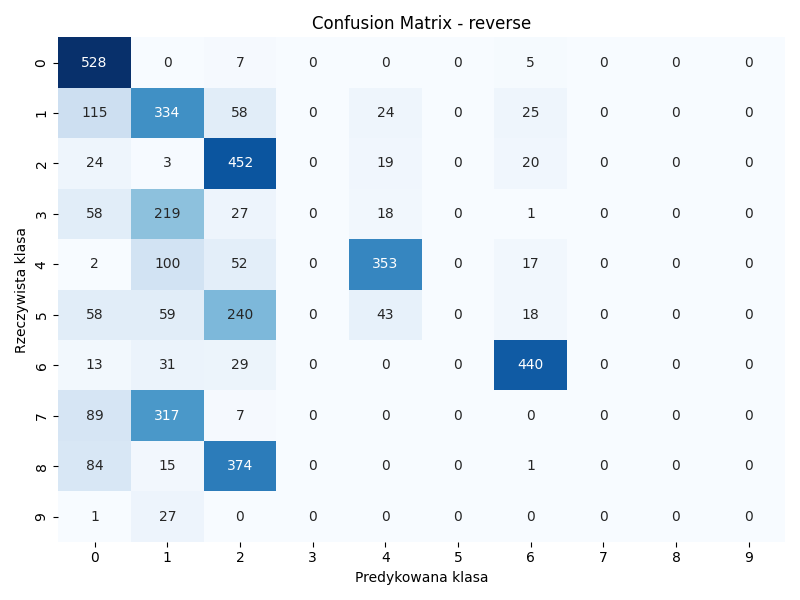 Confusion Matrix - reverse
Rzeczywista klasa
0 528 0 7 0 0 0 5 0 0 0
1 115 334 58 0 24 0 25 0 0 0
2 24 3 452 0 19 0 20 0 0 0
3 58 219 27 0 18 0 1 0 0 0
4 2 100 52 0 353 0 17 0 0 0
5 58 59 240 0 43 0 18 0 0 0
6 13 31 29 0 0 0 440 0 0 0
7 89 317 7 0 0 0 0 0 0 0
8 84 15 374 0 0 0 1 0 0 0
9 1 27 0 0 0 0 0 0 0 0
0 1 2 3 4 5 6 7 8 9
Predykowana klasa